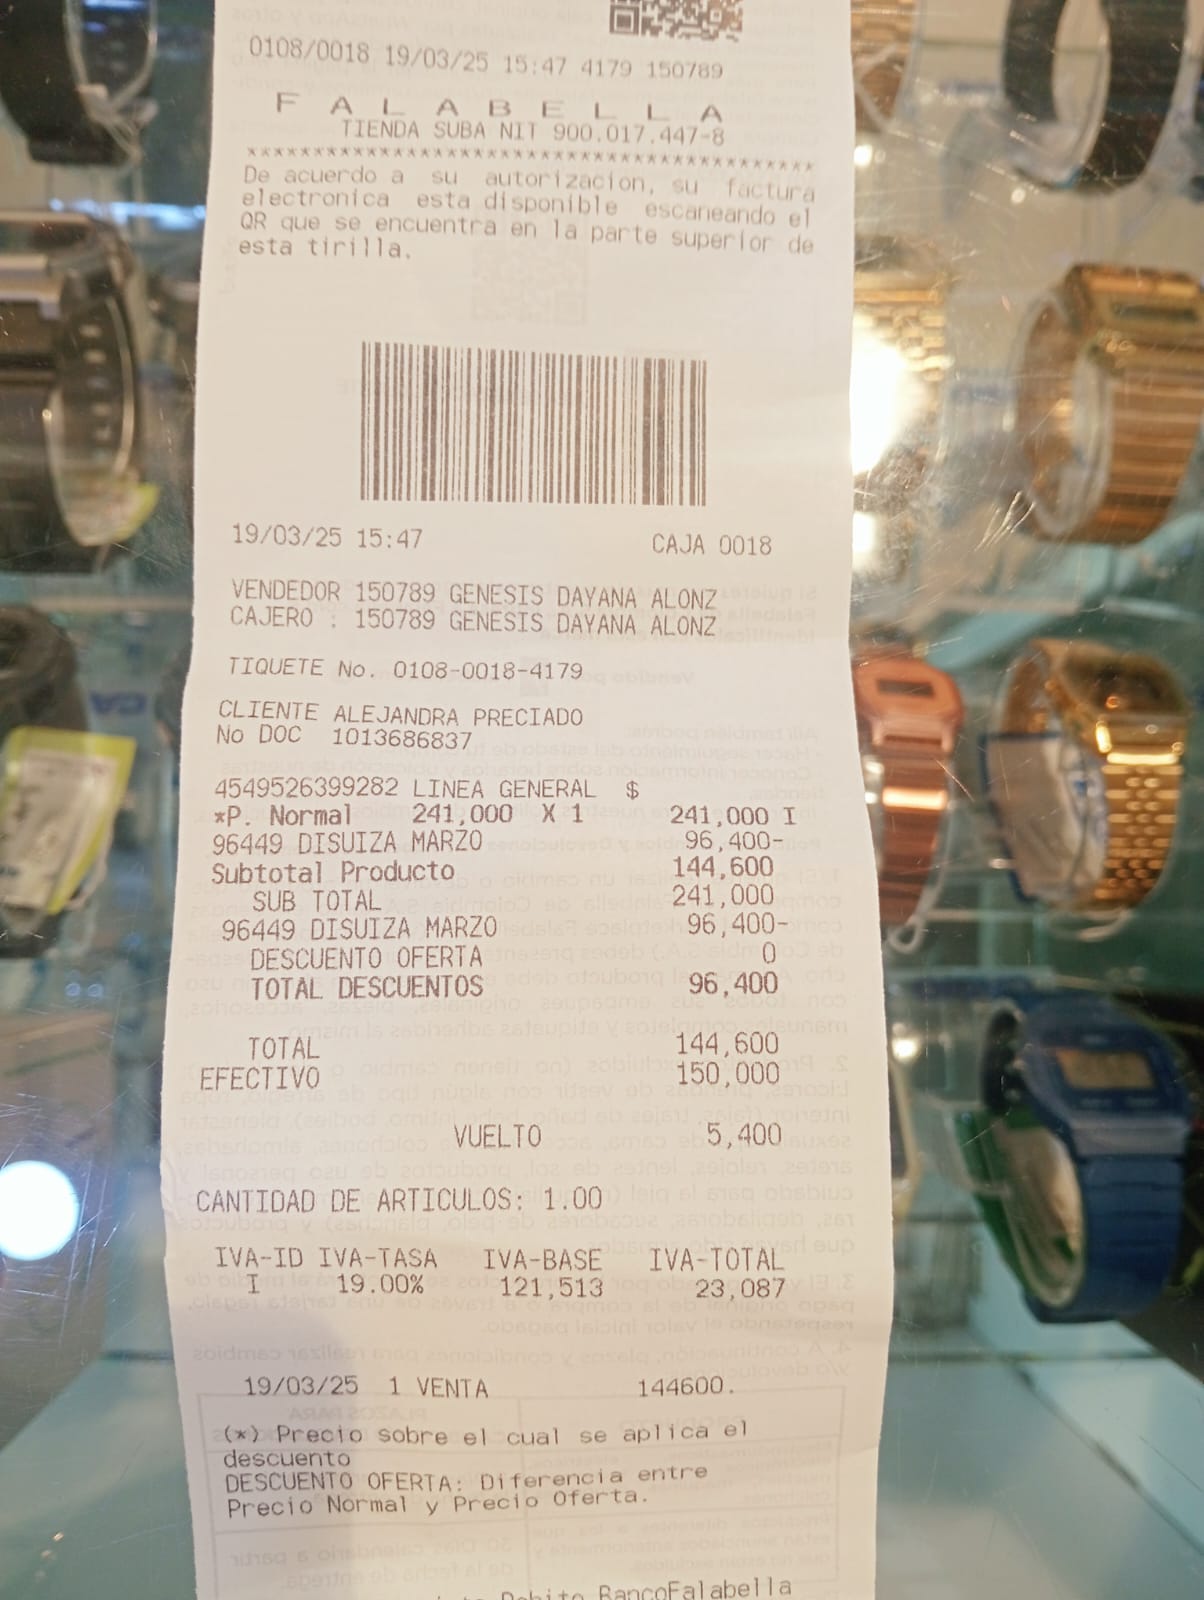 0108/0018 19/03/25 15:47 4179 150789
F A L A B E L L A
TIENDA SUBA NIT 900.017.447-8
******************************************
De acuerdo a su autorizacion, su factura
electronica esta disponible escaneando el
QR que se encuentra en la parte superior de
esta tirilla.
19/03/25 15:47 CAJA 0018
VENDEDOR 150789 GENESIS DAYANA ALONZ
CAJERO : 150789 GENESIS DAYANA ALONZ
TIQUETE No. 0108-0018-4179
CLIENTE ALEJANDRA PRECIADO
No DOC 1013686837
4549526399282 LINEA GENERAL $
*P. Normal 241,000 X 1 241,000 I
96449 DISUIZA MARZO 96,400-
Subtotal Producto 144,600
SUB TOTAL 241,000
96449 DISUIZA MARZO 96,400-
DESCUENTO OFERTA 0
TOTAL DESCUENTOS 96,400
TOTAL 144,600
EFECTIVO 150,000
VUELTO 5,400
CANTIDAD DE ARTICULOS: 1.00
IVA-ID IVA-TASA IVA-BASE IVA-TOTAL
I 19.00% 121,513 23,087
19/03/25 1 VENTA 144600.
(*) Precio sobre el cual se aplica el
descuento
DESCUENTO OFERTA: Diferencia entre
Precio Normal y Precio Oferta.
Debito BancoFalabella